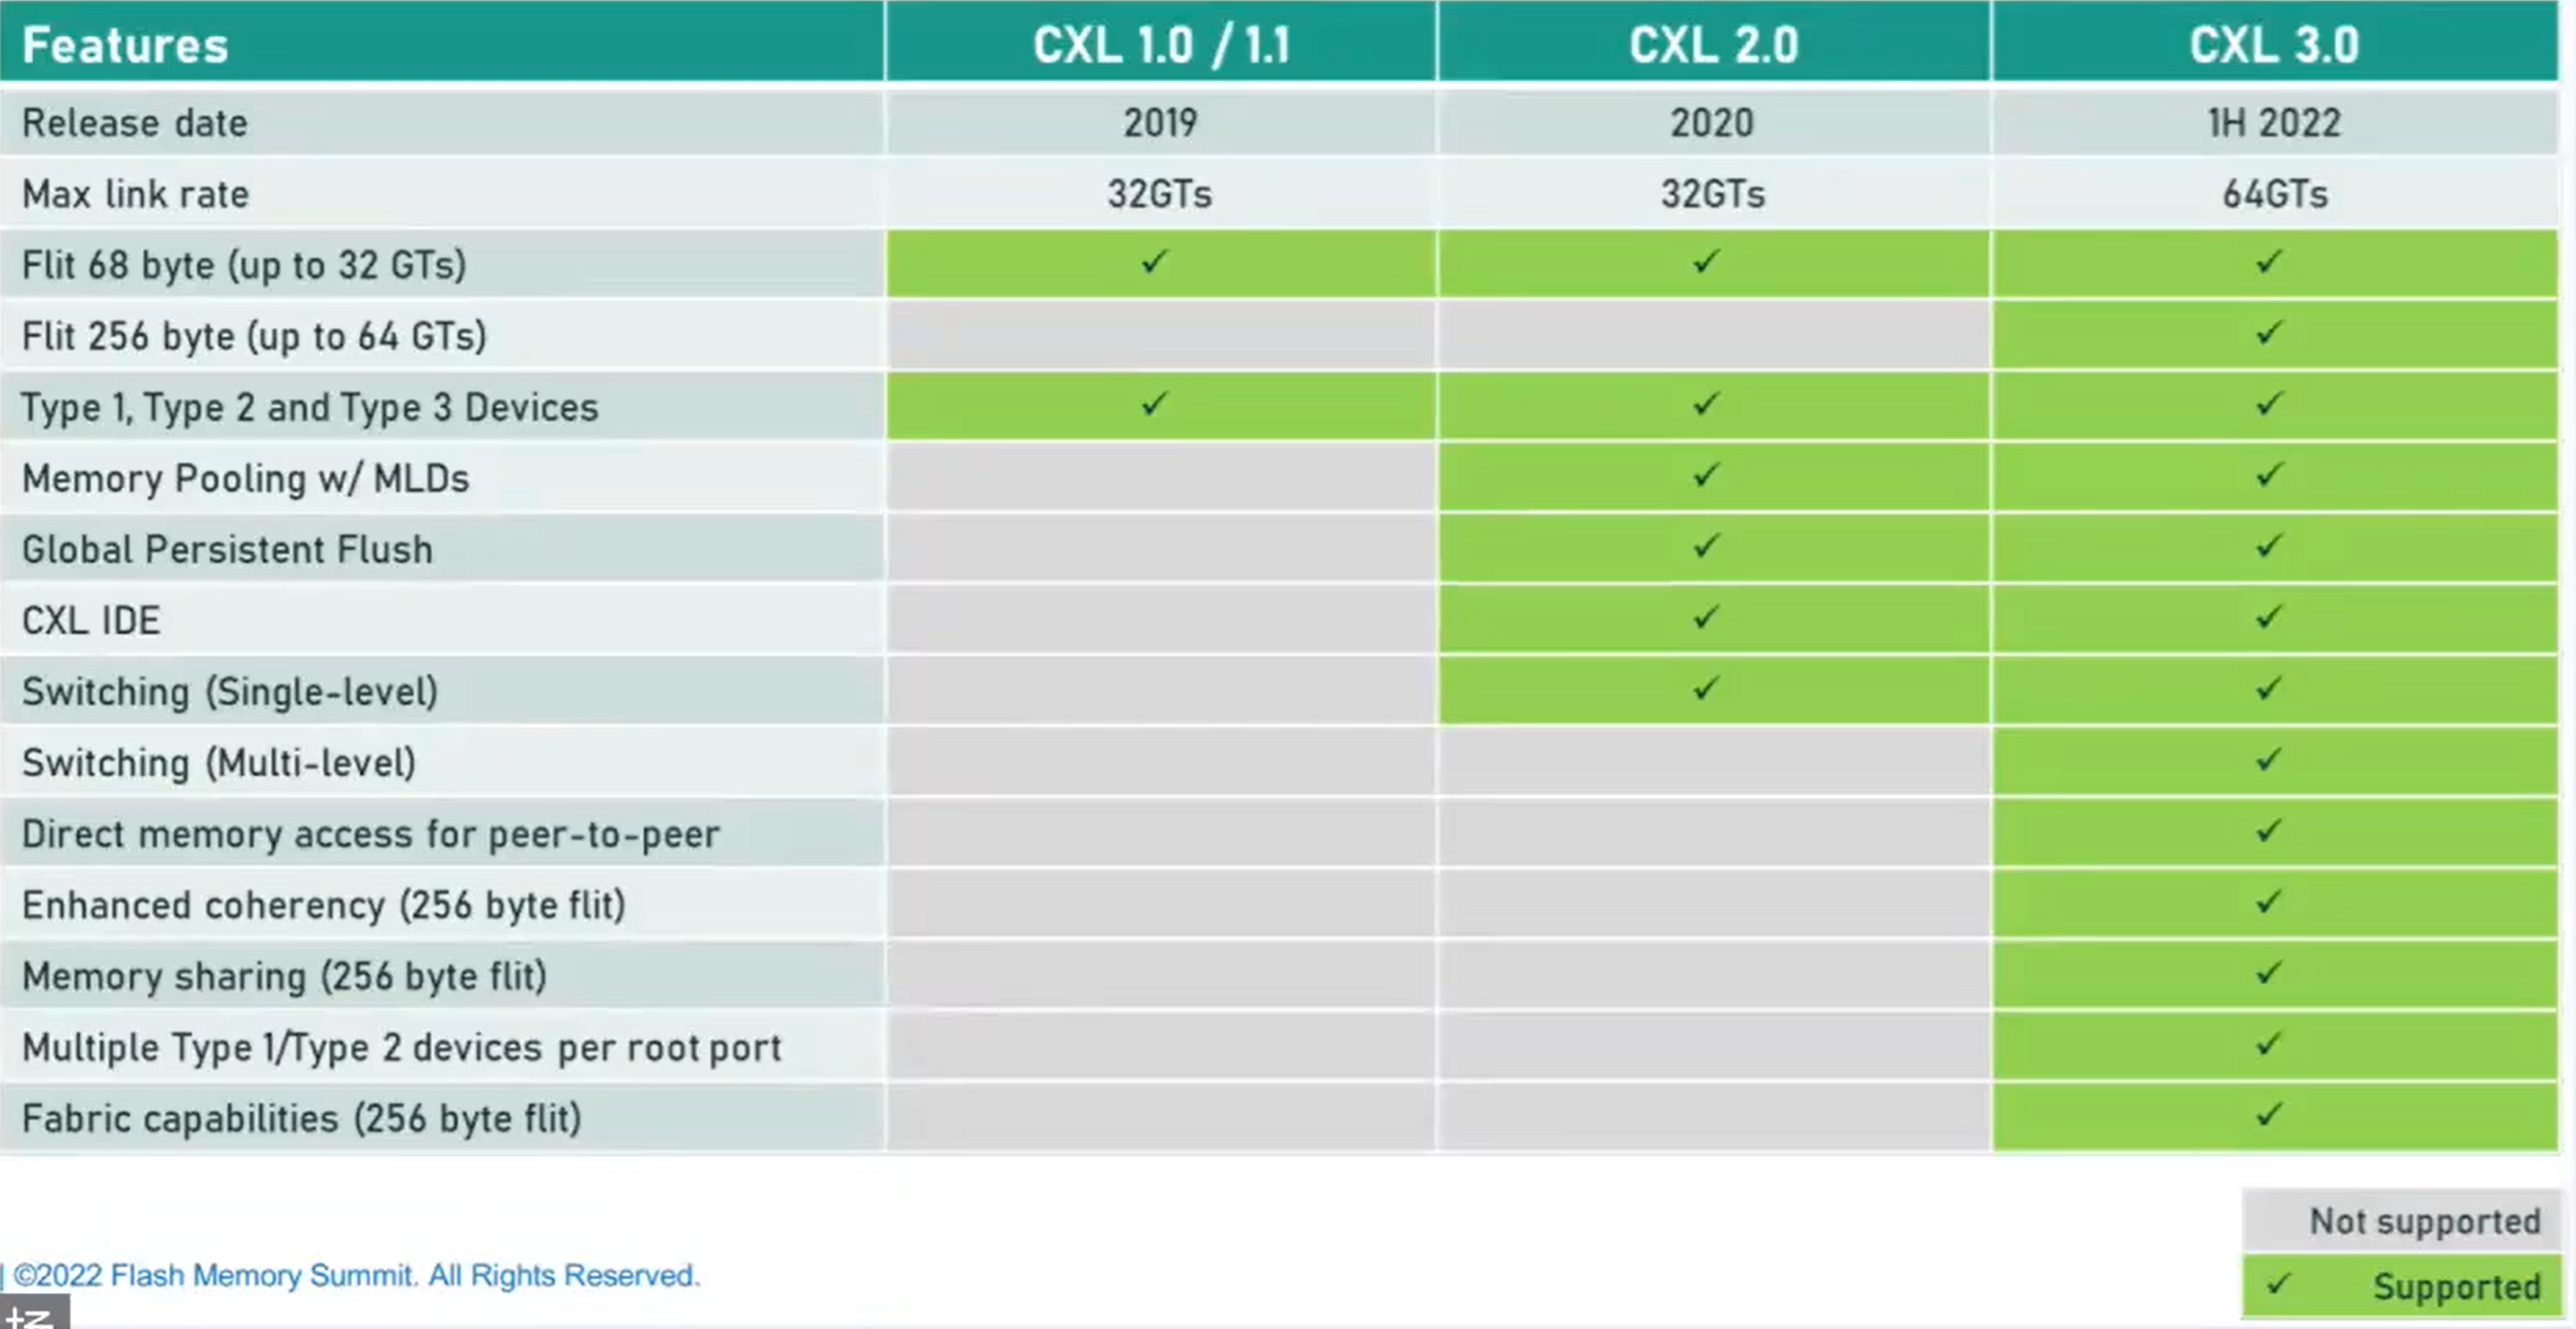 Features CXL 1.0 / 1.1 CXL 2.0 CXL 3.0
Release date 2019 2020 1H 2022
Max link rate 32GTs 32GTs 64GTs
Flit 68 byte (up to 32 GTs) ✓ ✓ ✓
Flit 256 byte (up to 64 GTs) ✓
Type 1, Type 2 and Type 3 Devices ✓ ✓ ✓
Memory Pooling w/ MLDs ✓ ✓
Global Persistent Flush ✓ ✓
CXL IDE ✓ ✓
Switching (Single-level) ✓ ✓
Switching (Multi-level) ✓
Direct memory access for peer-to-peer ✓
Enhanced coherency (256 byte flit) ✓
Memory sharing (256 byte flit) ✓
Multiple Type 1/Type 2 devices per root port ✓
Fabric capabilities (256 byte flit) ✓
Not supported
✓ Supported
| ©2022 Flash Memory Summit. All Rights Reserved.